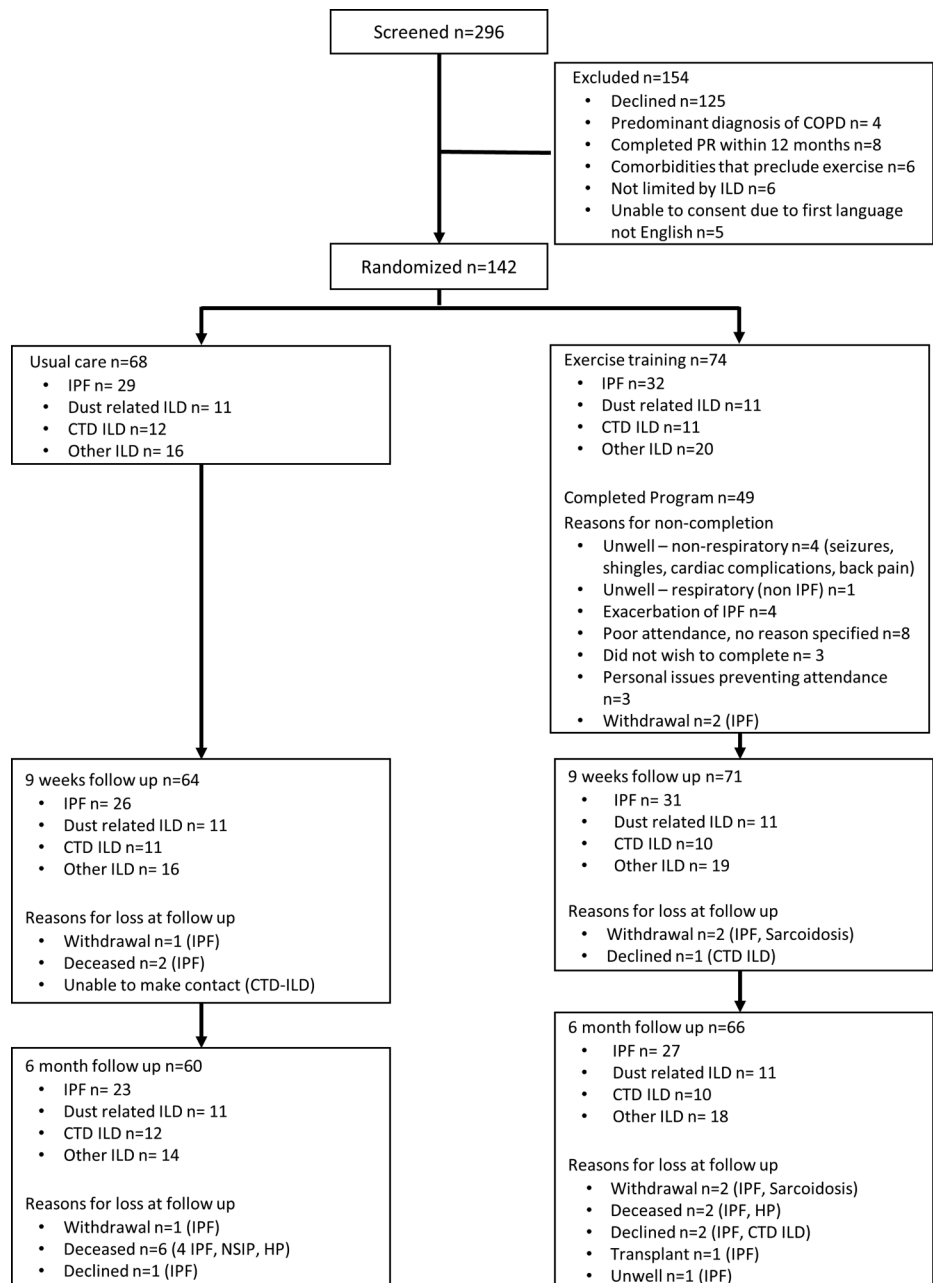 Screened n=296
Excluded n=154
• Declined n=125
• Predominant diagnosis of COPD n= 4
• Completed PR within 12 months n=8
• Comorbidities that preclude exercise n=6
• Not limited by ILD n=6
• Unable to consent due to first language
not English n=5
Randomized n=142
Usual care n=68
• IPF n= 29
• Dust related ILD n= 11
• CTD ILD n=12
• Other ILD n= 16
Exercise training n=74
• IPF n=32
• Dust related ILD n=11
• CTD ILD n=11
• Other ILD n=20
Completed Program n=49
Reasons for non-completion
• Unwell – non-respiratory n=4 (seizures,
shingles, cardiac complications, back pain)
• Unwell – respiratory (non IPF) n=1
• Exacerbation of IPF n=4
• Poor attendance, no reason specified n=8
• Did not wish to complete n= 3
• Personal issues preventing attendance
n=3
• Withdrawal n=2 (IPF)
9 weeks follow up n=64
• IPF n= 26
• Dust related ILD n= 11
• CTD ILD n=11
• Other ILD n= 16
Reasons for loss at follow up
• Withdrawal n=1 (IPF)
• Deceased n=2 (IPF)
• Unable to make contact (CTD-ILD)
9 weeks follow up n=71
• IPF n= 31
• Dust related ILD n= 11
• CTD ILD n=10
• Other ILD n= 19
Reasons for loss at follow up
• Withdrawal n=2 (IPF, Sarcoidosis)
• Declined n=1 (CTD ILD)
6 month follow up n=60
• IPF n= 23
• Dust related ILD n= 11
• CTD ILD n=12
• Other ILD n= 14
Reasons for loss at follow up
• Withdrawal n=1 (IPF)
• Deceased n=6 (4 IPF, NSIP, HP)
• Declined n=1 (IPF)
6 month follow up n=66
• IPF n= 27
• Dust related ILD n= 11
• CTD ILD n=10
• Other ILD n= 18
Reasons for loss at follow up
• Withdrawal n=2 (IPF, Sarcoidosis)
• Deceased n=2 (IPF, HP)
• Declined n=2 (IPF, CTD ILD)
• Transplant n=1 (IPF)
• Unwell n=1 (IPF)